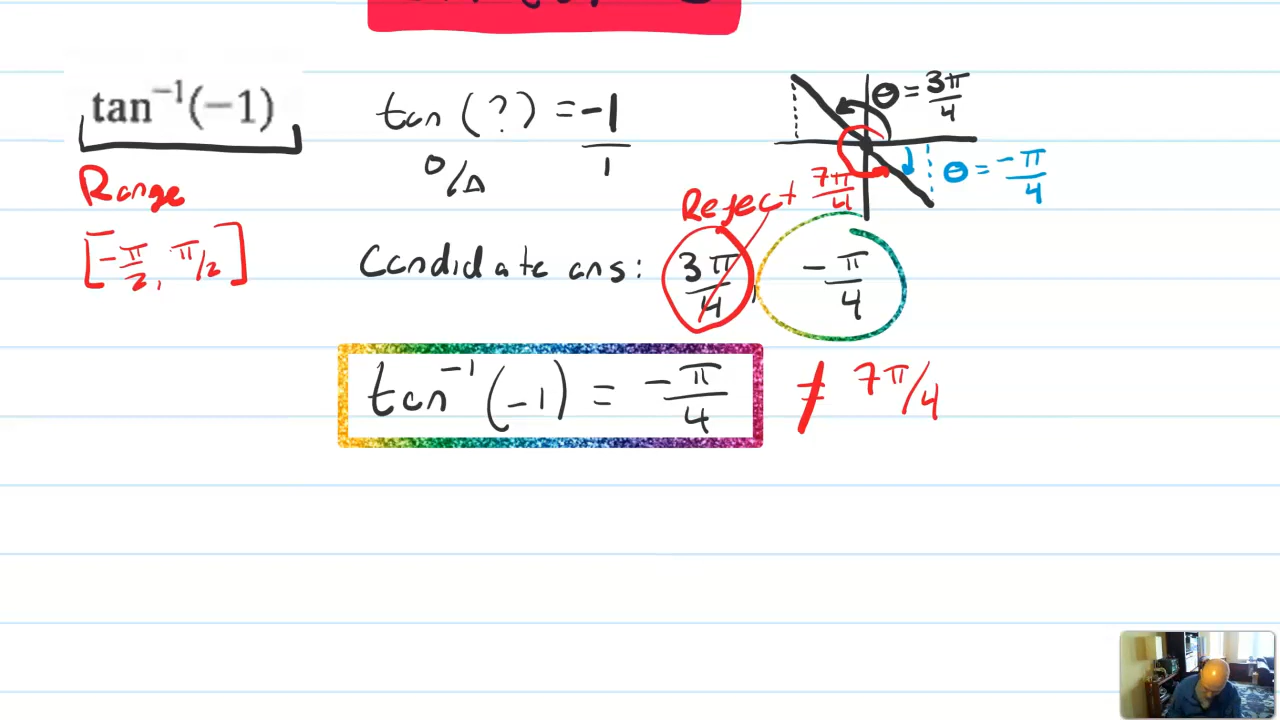 tan⁻¹(−1)
tan (?) = -1/1
O/A
θ = 3π/4
θ = -π/4
Range
[-π/2, π/2]
Reject 7π/4
Candidate ans: 3π/4, -π/4
tan⁻¹(-1) = -π/4 ≠ 7π/4